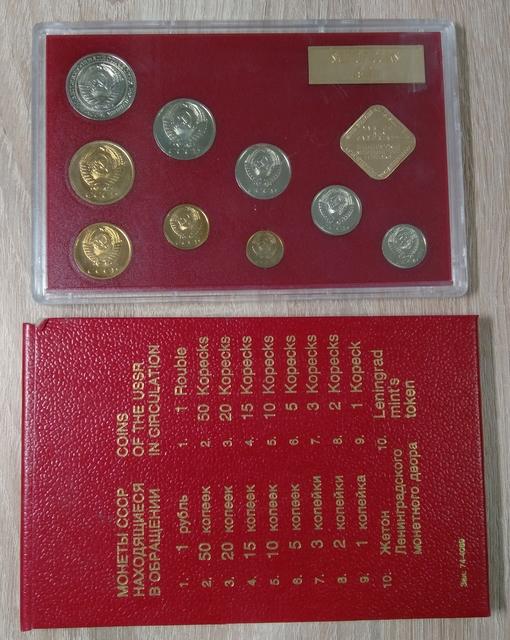 МОНЕТЫ СССР
НАХОДЯЩИЕСЯ
В ОБРАЩЕНИИ
1. 1 рубль
2. 50 копеек
3. 20 копеек
4. 15 копеек
5. 10 копеек
6. 5 копеек
7. 3 копейки
8. 2 копейки
9. 1 копейка
10. Жетон
Ленинградского
монетного двора
COINS
OF THE USSR
IN CIRCULATION
1. 1 Rouble
2. 50 Kopecks
3. 20 Kopecks
4. 15 Kopecks
5. 10 Kopecks
6. 5 Kopecks
7. 3 Kopecks
8. 2 Kopecks
9. 1 Kopeck
10. Leningrad
mint's
token